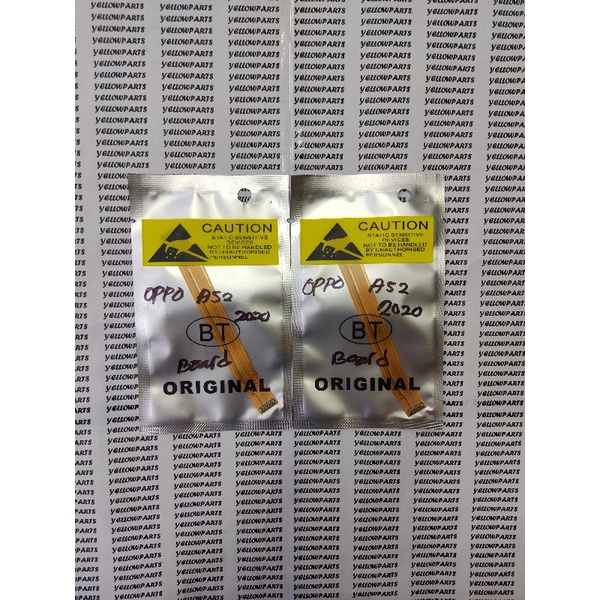 CAUTION
STATIC SENSITIVE
DEVICES
NOT TO BE HANDLED
BY UNAUTHORISED
PERSONNEL
OPPO A52
2020
BT
Board
ORIGINAL
CAUTION
STATIC SENSITIVE
DEVICES
NOT TO BE HANDLED
BY UNAUTHORISED
PERSONNEL
OPPO A52
2020
BT
Board
ORIGINAL
YELLOWPARTS